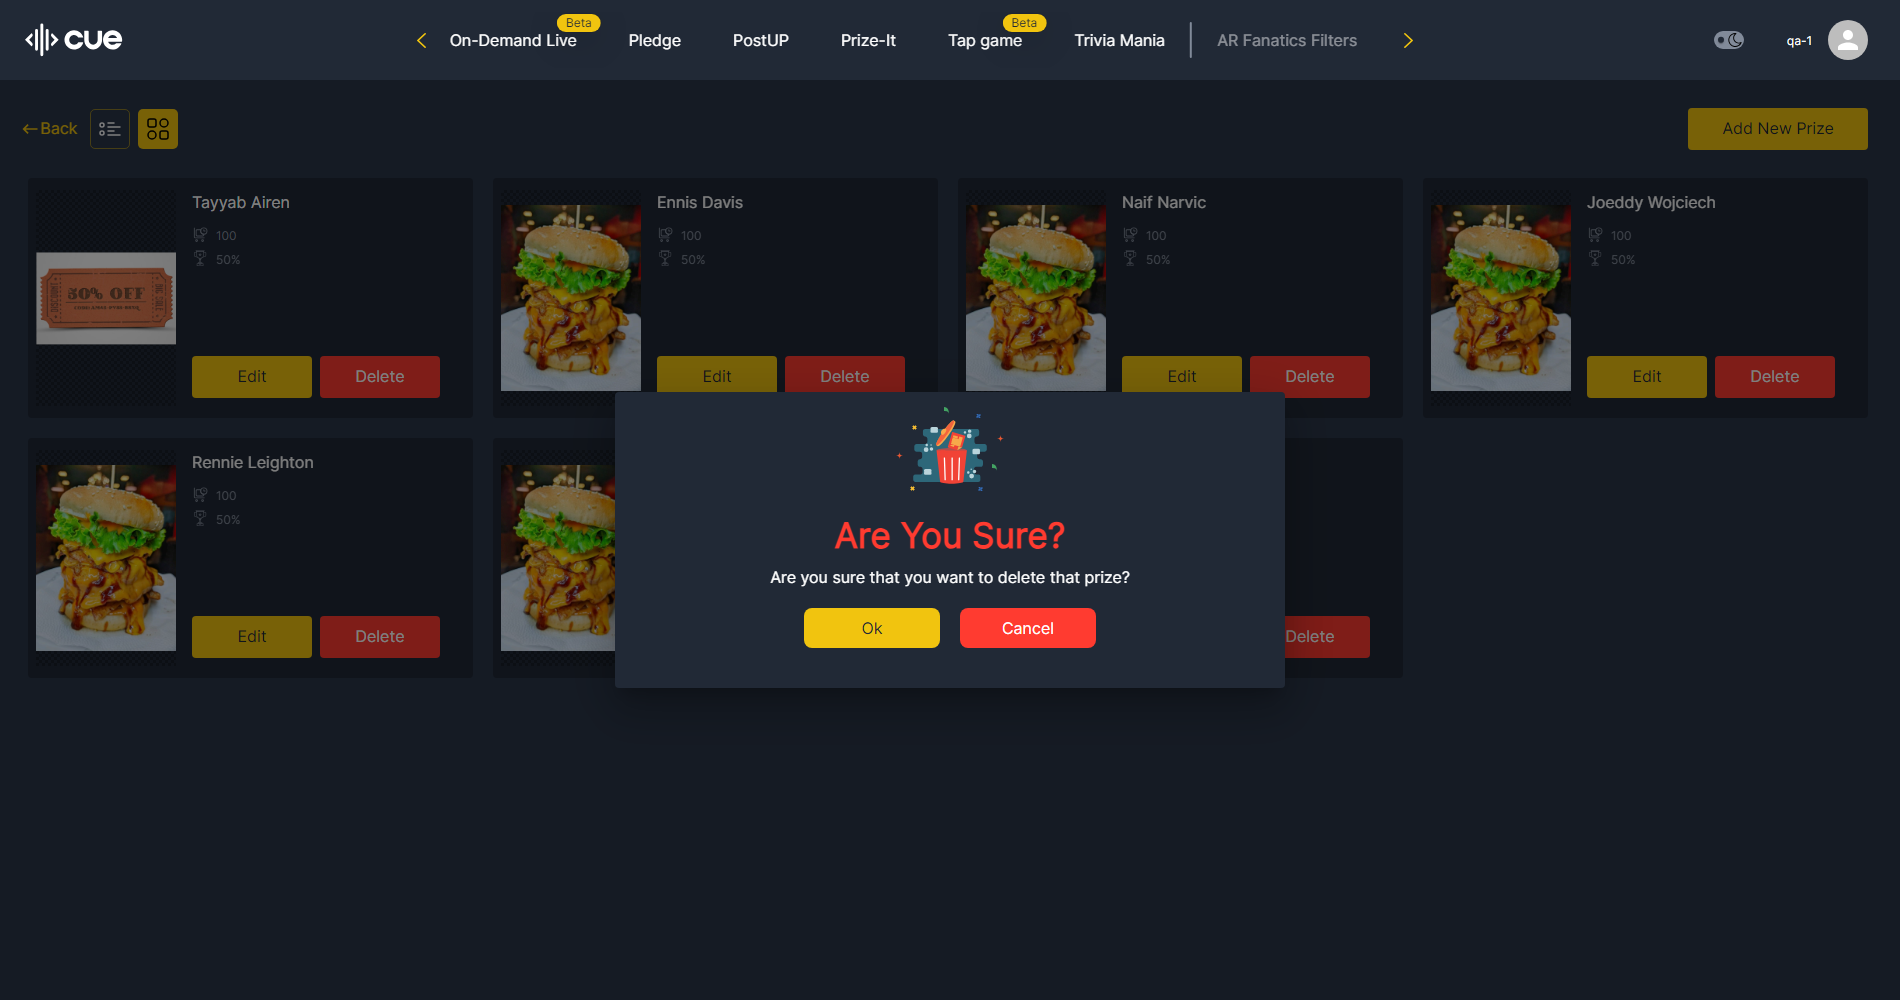 cue
On-Demand Live
Beta
Pledge
PostUP
Prize-It
Tap game
Beta
Trivia Mania
AR Fanatics Filters
qa-1
Back
Add New Prize
Tayyab Airen
100
50%
Edit
Delete
Ennis Davis
100
50%
Edit
Delete
Naif Narvic
100
50%
Edit
Delete
Joeddy Wojciech
100
50%
Edit
Delete
Rennie Leighton
100
50%
Edit
Delete
Delete
Are You Sure?
Are you sure that you want to delete that prize?
Ok
Cancel